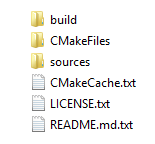 build
CMakeFiles
sources
CMakeCache.txt
LICENSE.txt
README.md.txt